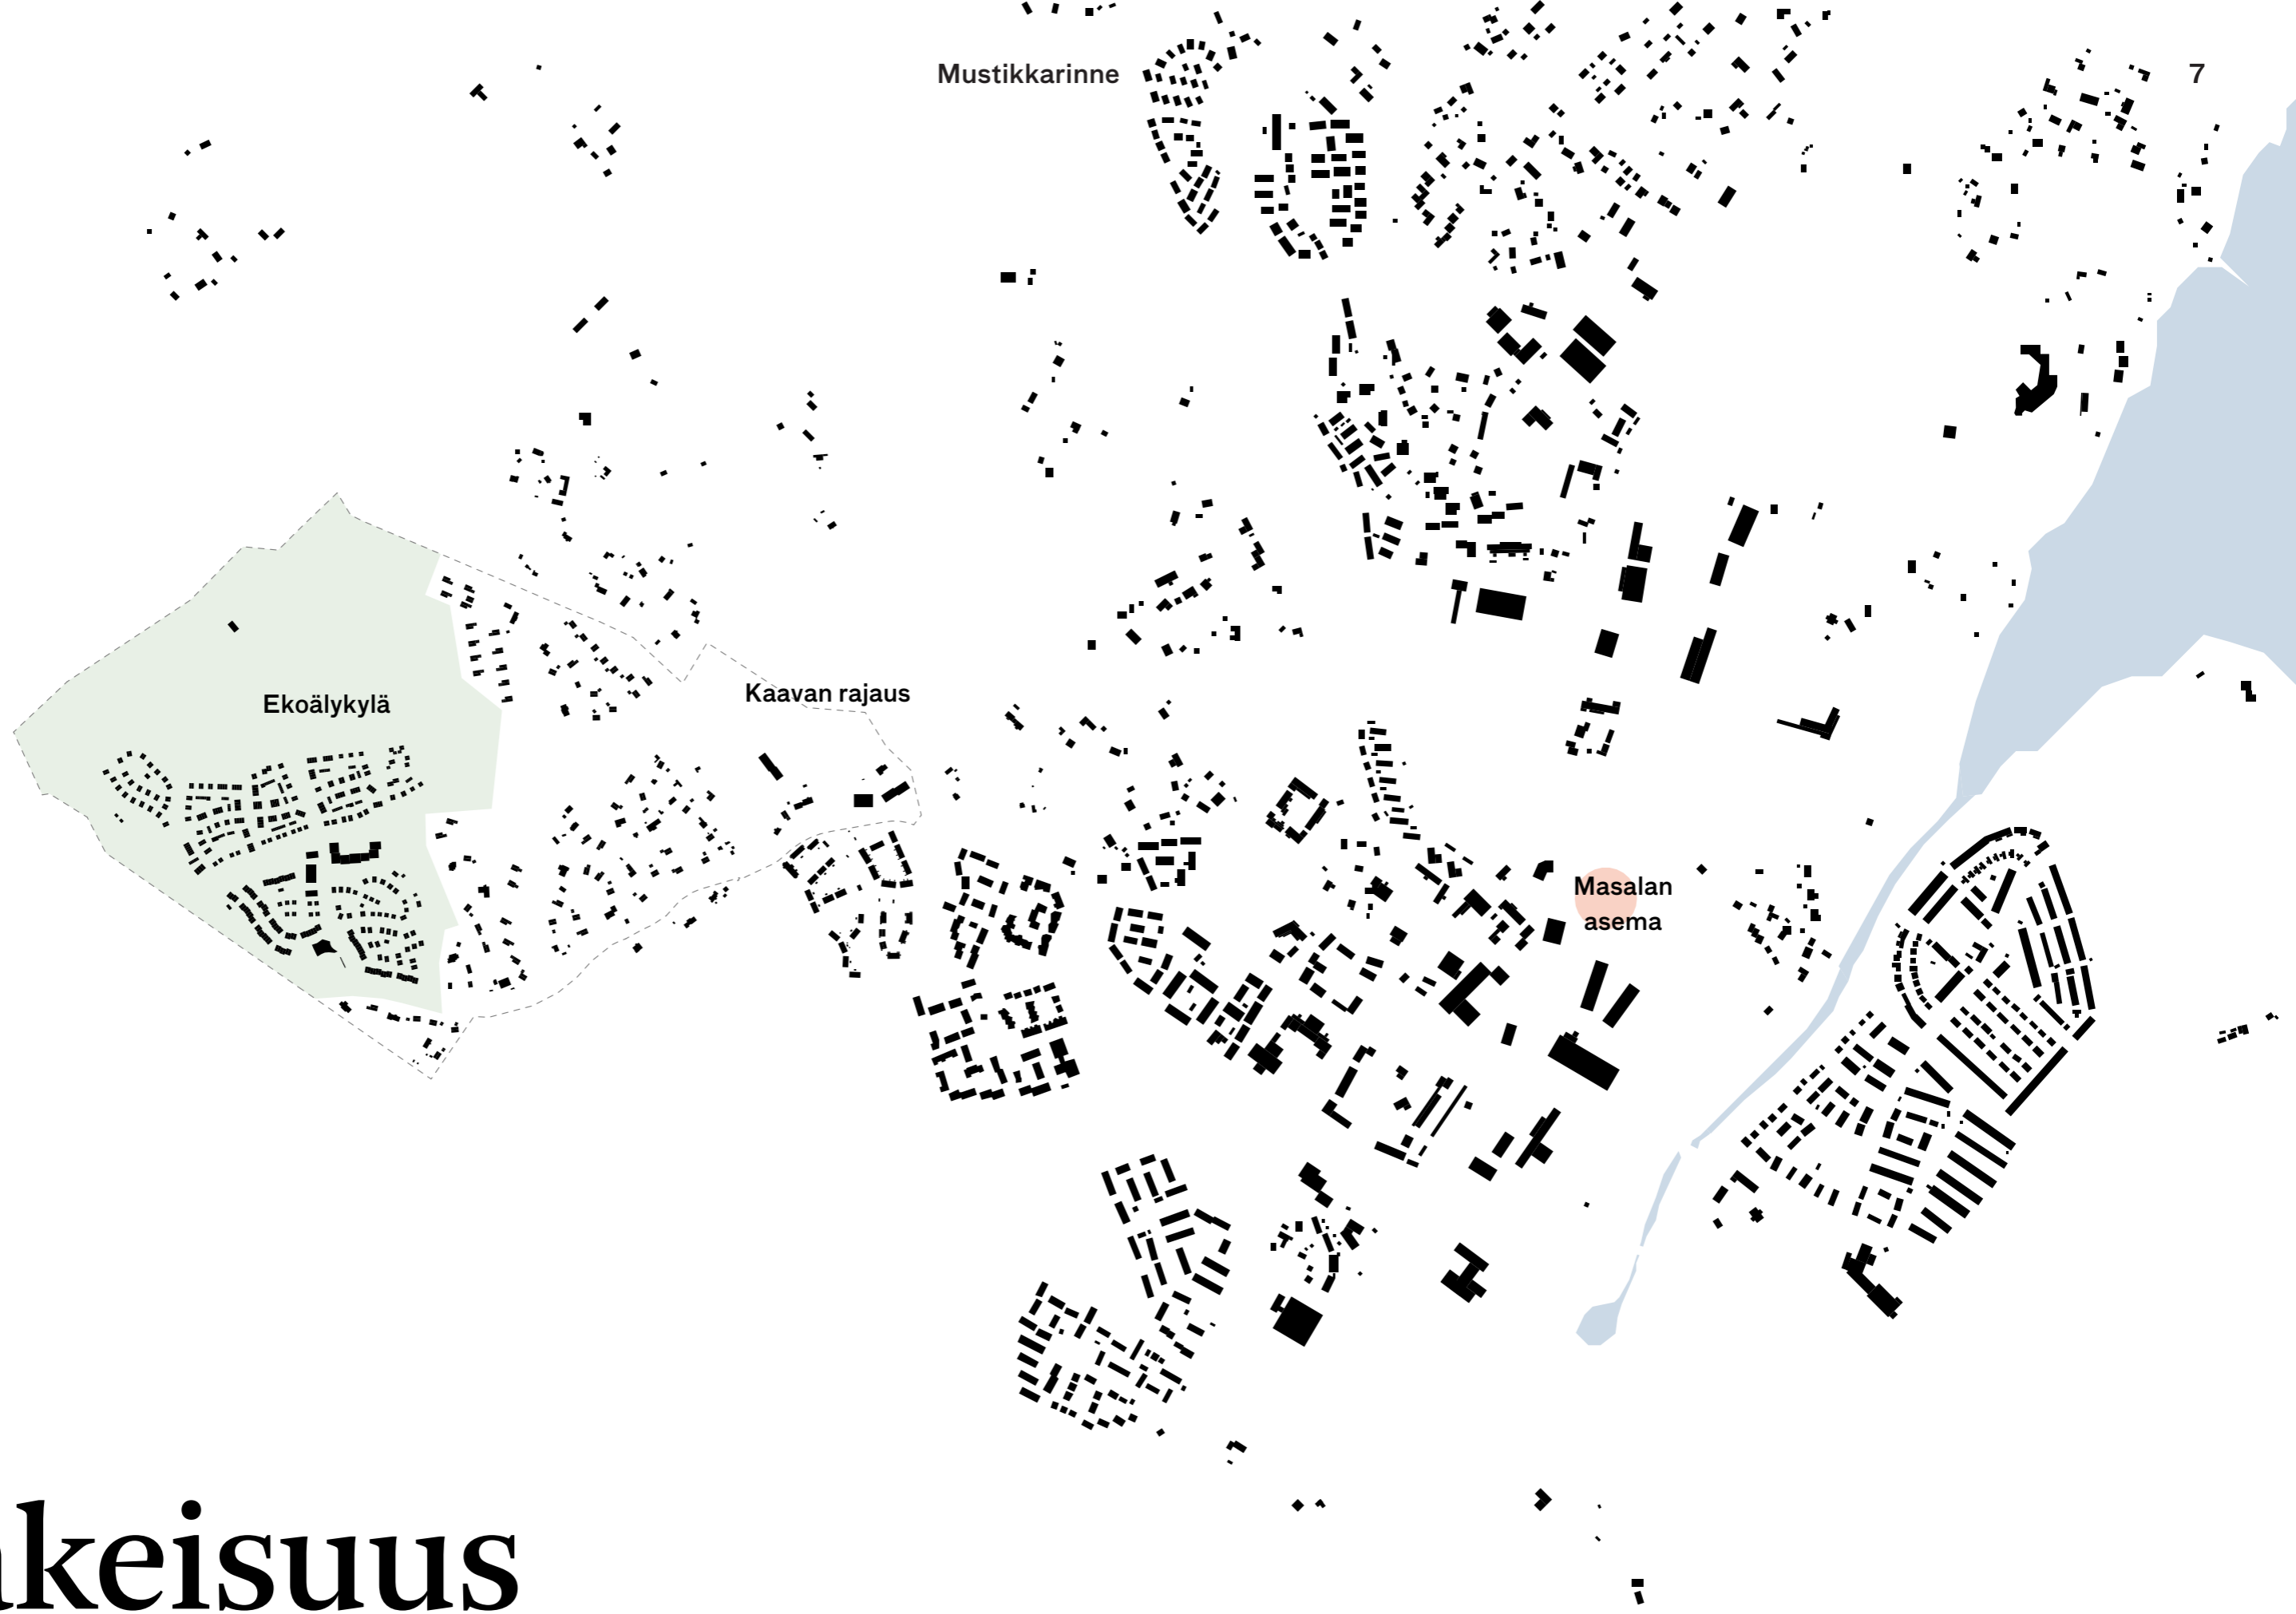 Mustikkarinne
7
Ekoälykylä
Kaavan rajaus
Masalan
asema
keisuus